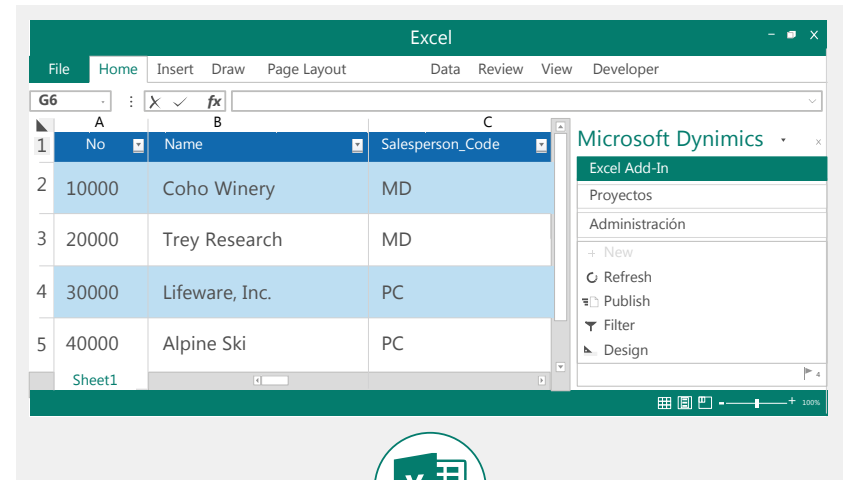 Excel
File Home Insert Draw Page Layout Data Review View Developer
G6 fx
A B C
1 No Name Salesperson_Code
2 10000 Coho Winery MD
3 20000 Trey Research MD
4 30000 Lifeware, Inc. PC
5 40000 Alpine Ski PC
Sheet1
Microsoft Dynimics
Excel Add-In
Proyectos
Administración
+ New
Refresh
Publish
Filter
Design
4
100%
X